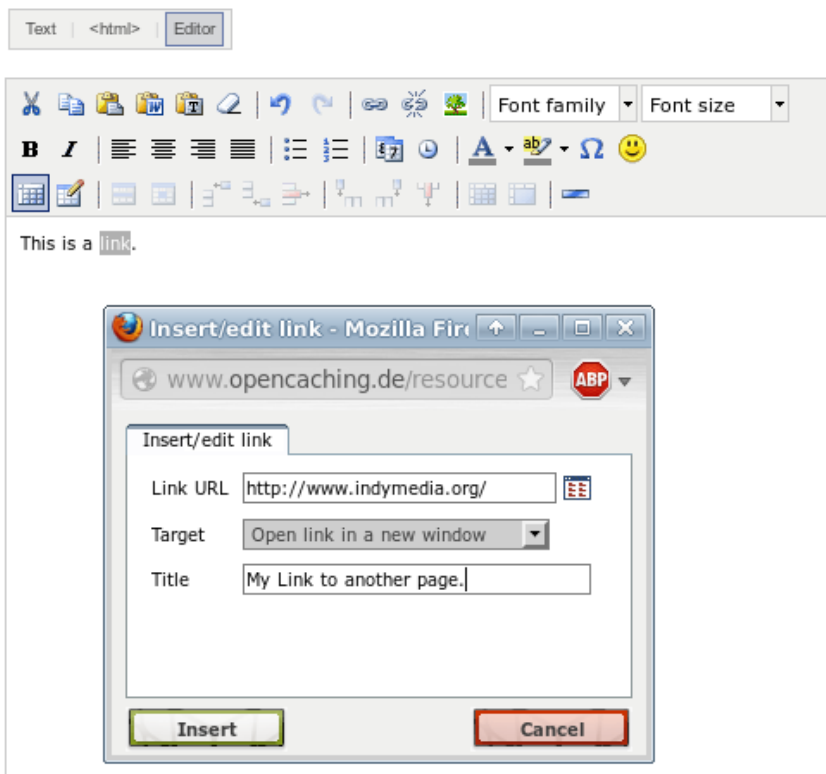 Text | <html> | Editor
Font family Font size
B I A ab Ω
This is a link.
Insert/edit link - Mozilla Fire
www.opencaching.de/resource ABP
Insert/edit link
Link URL http://www.indymedia.org/
Target Open link in a new window
Title My Link to another page.
Insert Cancel